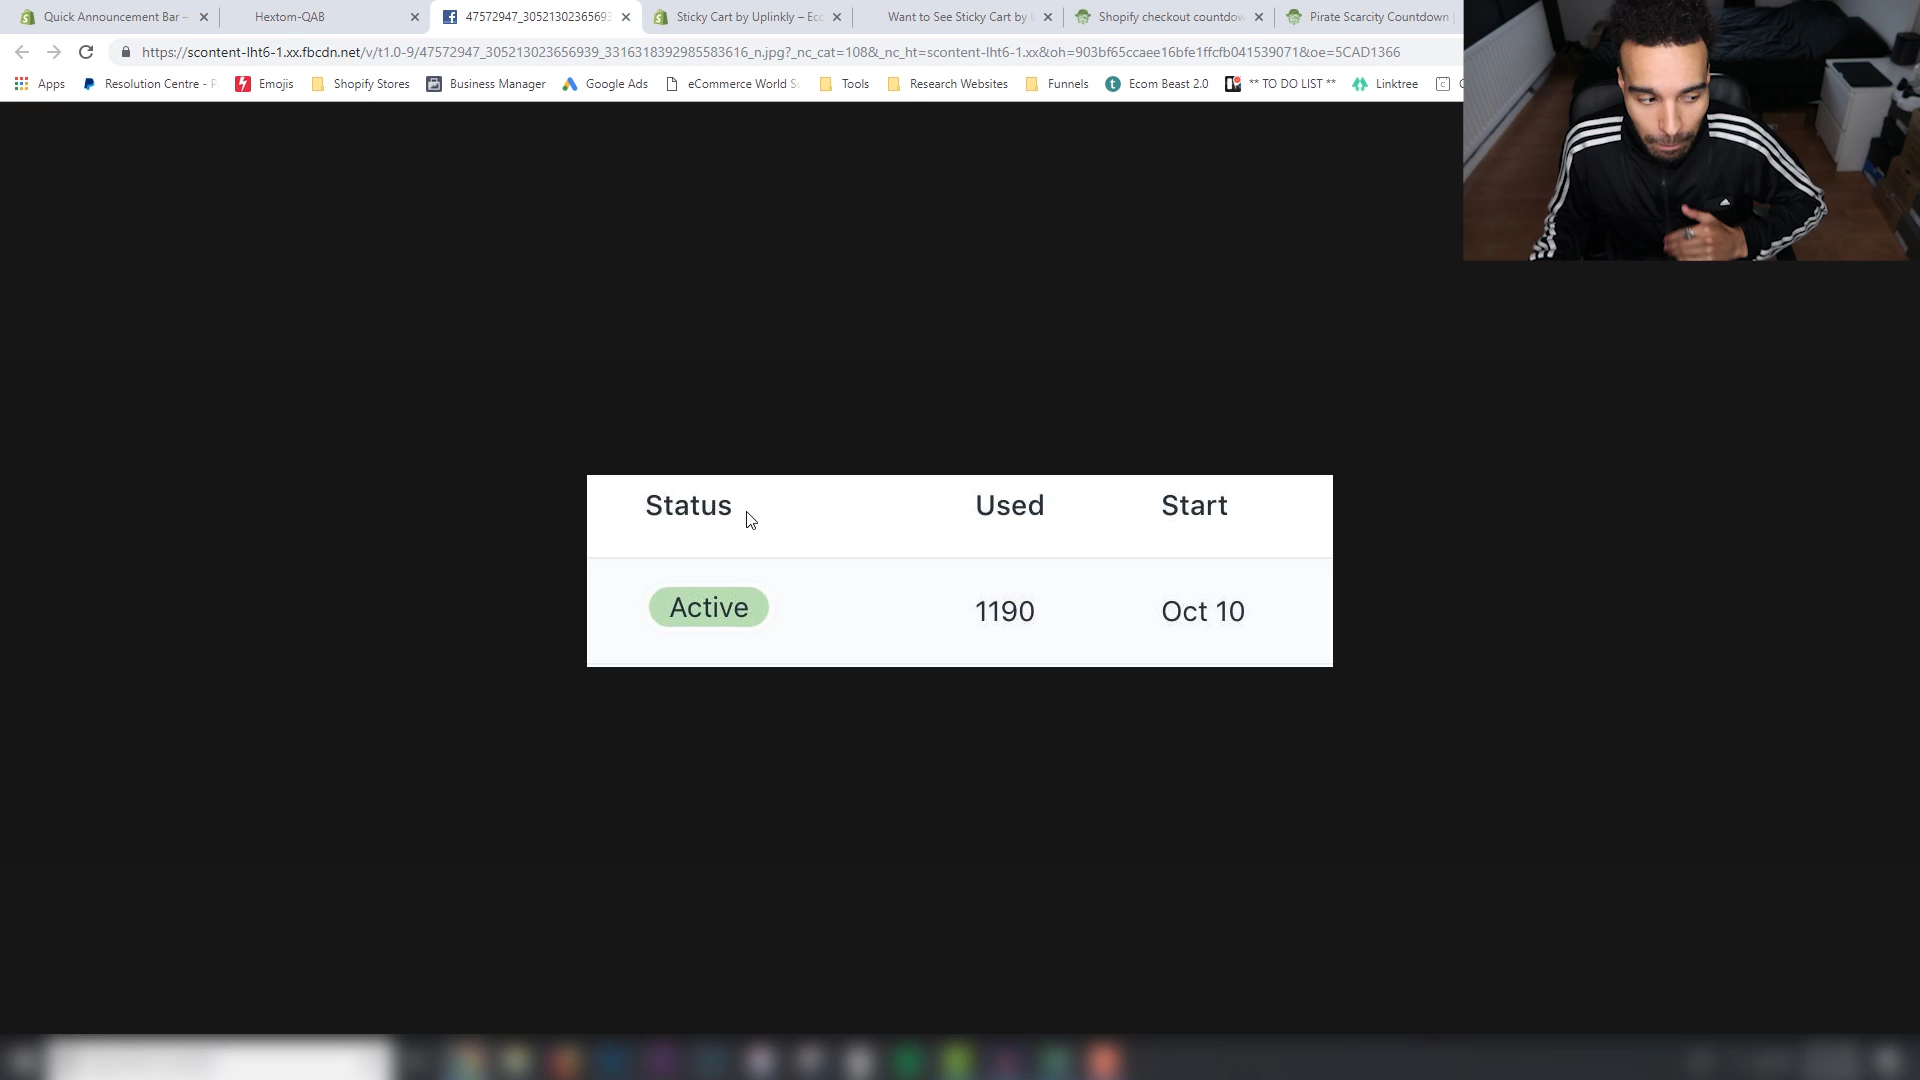 Quick Announcement Bar –
Hextom-QAB
47572947_3052130236569
Sticky Cart by Uplinkly – Ec
Want to See Sticky Cart by
Shopify checkout countdow
Pirate Scarcity Countdown
https://scontent-lht6-1.xx.fbcdn.net/v/t1.0-9/47572947_305213023656939_3316318392985583616_n.jpg?_nc_cat=108&_nc_ht=scontent-lht6-1.xx&oh=903bf65ccaee16bfe1ffcfb041539071&oe=5CAD1366
Apps
Resolution Centre - P
Emojis
Shopify Stores
Business Manager
Google Ads
eCommerce World S
Tools
Research Websites
Funnels
Ecom Beast 2.0
** TO DO LIST **
Linktree
Status Used Start
Active 1190 Oct 10